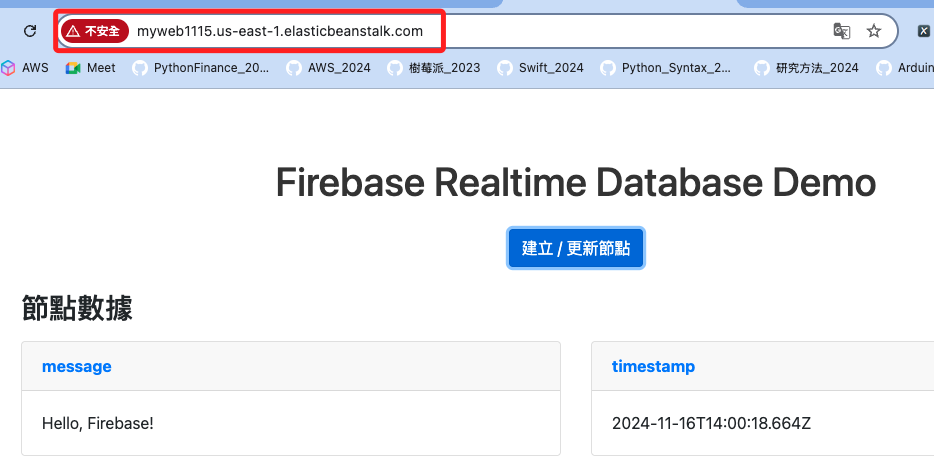 不安全 myweb1115.us-east-1.elasticbeanstalk.com
AWS Meet PythonFinance_20... AWS_2024 樹莓派_2023 Swift_2024 Python_Syntax_2... 研究方法_2024 Arduin
Firebase Realtime Database Demo
建立 / 更新節點
節點數據
message timestamp
Hello, Firebase! 2024-11-16T14:00:18.664Z